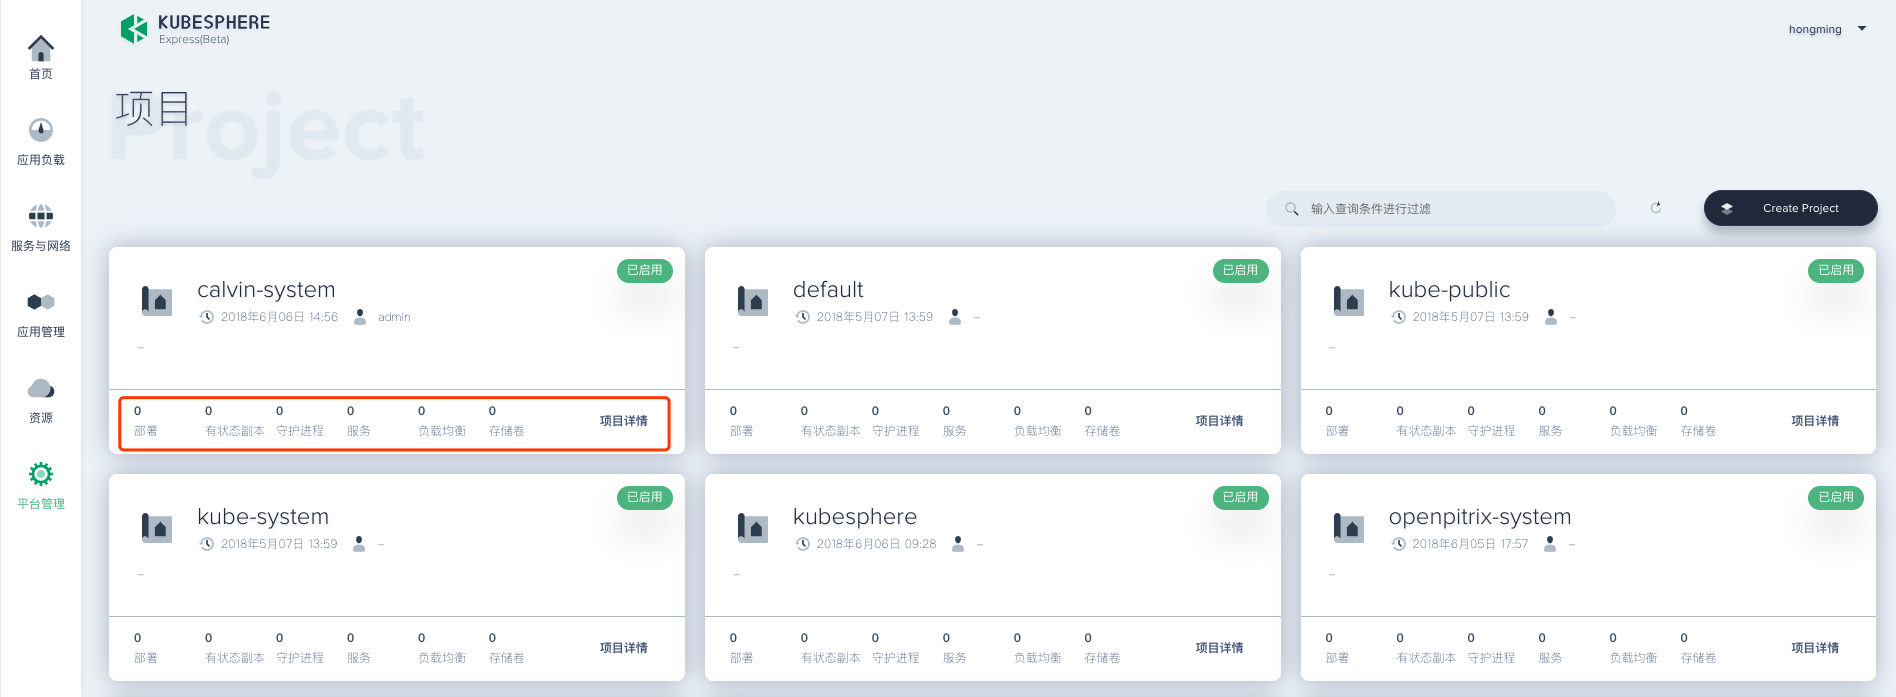 KUBESPHERE
Express(Beta)
hongming
首页
应用负载
服务与网络
应用管理
资源
平台管理
项目
Project
输入查询条件进行过滤
Create Project
已启用
calvin-system
2018年6月06日 14:56 admin
–
0 0 0 0 0 0
部署 有状态副本 守护进程 服务 负载均衡 存储卷
项目详情
已启用
default
2018年5月07日 13:59 –
–
0 0 0 0 0 0
部署 有状态副本 守护进程 服务 负载均衡 存储卷
项目详情
已启用
kube-public
2018年5月07日 13:59 –
–
0 0 0 0 0 0
部署 有状态副本 守护进程 服务 负载均衡 存储卷
项目详情
已启用
kube-system
2018年5月07日 13:59 –
–
0 0 0 0 0 0
部署 有状态副本 守护进程 服务 负载均衡 存储卷
项目详情
已启用
kubesphere
2018年6月06日 09:28 –
–
0 0 0 0 0 0
部署 有状态副本 守护进程 服务 负载均衡 存储卷
项目详情
已启用
openpitrix-system
2018年6月05日 17:57 –
–
0 0 0 0 0 0
部署 有状态副本 守护进程 服务 负载均衡 存储卷
项目详情